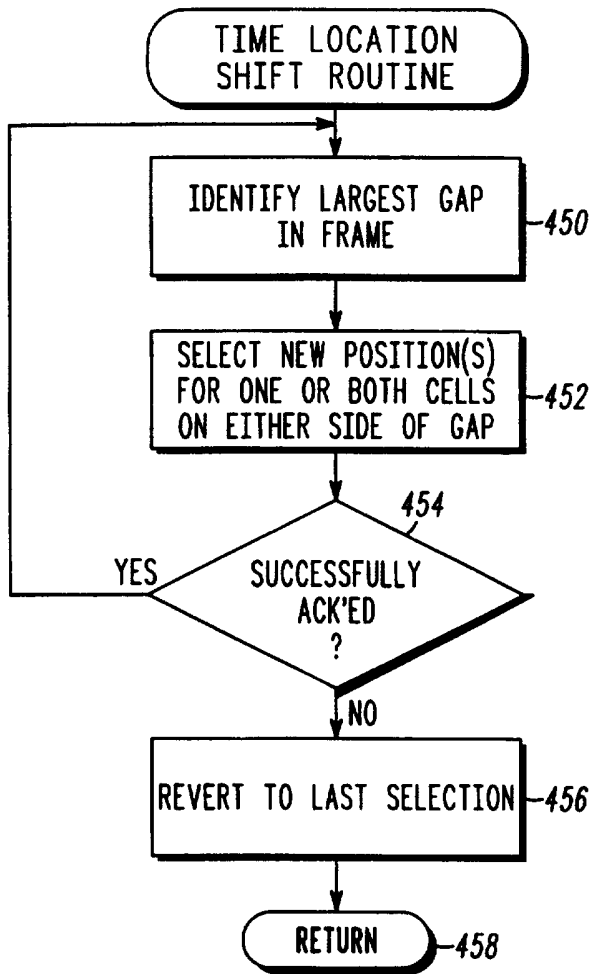 TIME LOCATION
SHIFT ROUTINE
IDENTIFY LARGEST GAP
IN FRAME
450
SELECT NEW POSITION(S)
FOR ONE OR BOTH CELLS
ON EITHER SIDE OF GAP
452
454
YES
SUCCESSFULLY
ACK'ED
?
NO
REVERT TO LAST SELECTION
456
RETURN
458